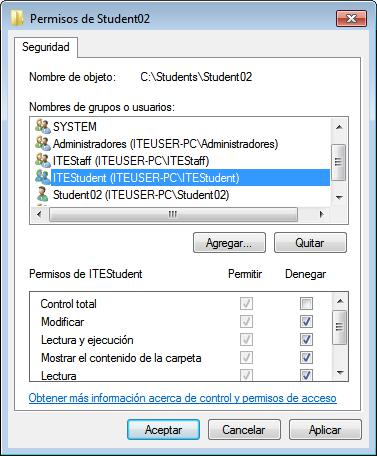 Permisos de Student02
Seguridad
Nombre de objeto: C:\Students\Student02
Nombres de grupos o usuarios:
SYSTEM
Administradores (ITEUSER-PC\Administradores)
ITEStaff (ITEUSER-PC\ITEStaff)
ITEStudent (ITEUSER-PC\ITEStudent)
Student02 (ITEUSER-PC\Student02)
Agregar... Quitar
Permisos de ITEStudent Permitir Denegar
Control total
Modificar
Lectura y ejecución
Mostrar el contenido de la carpeta
Lectura
Obtener más información acerca de control y permisos de acceso
Aceptar Cancelar Aplicar